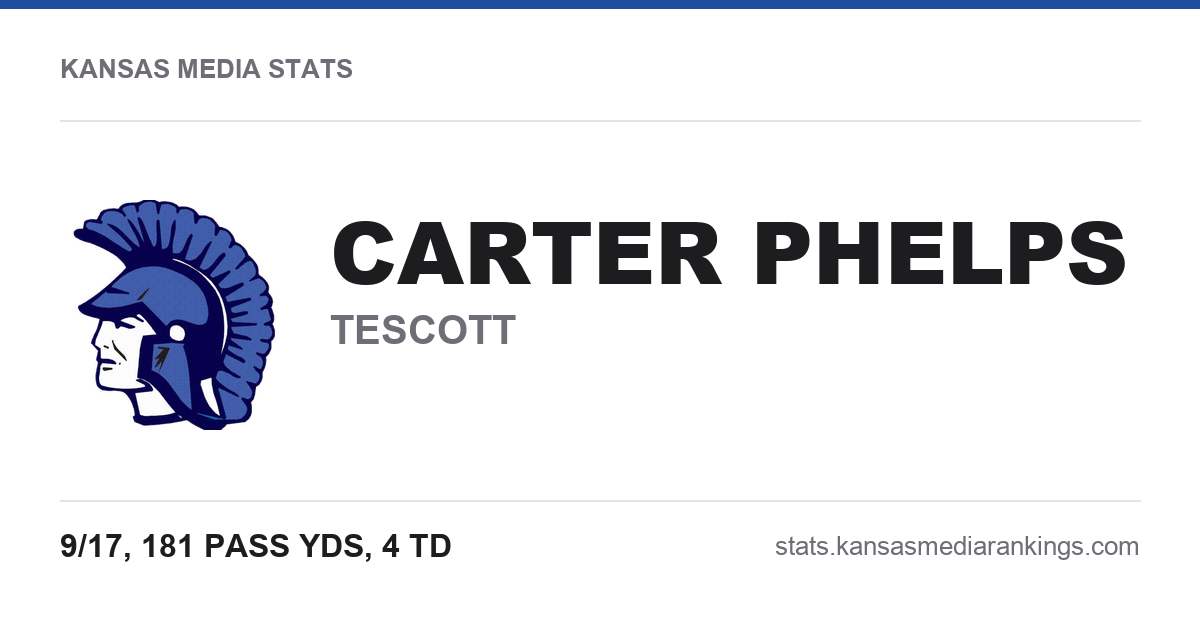 KANSAS MEDIA STATS
CARTER PHELPS
TESCOTT
9/17, 181 PASS YDS, 4 TD
stats.kansasmediarankings.com